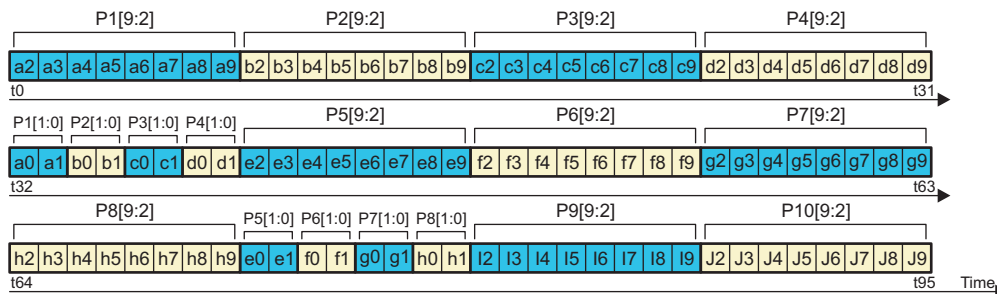 P1[9:2] P2[9:2] P3[9:2] P4[9:2]
a2 a3 a4 a5 a6 a7 a8 a9 b2 b3 b4 b5 b6 b7 b8 b9 c2 c3 c4 c5 c6 c7 c8 c9 d2 d3 d4 d5 d6 d7 d8 d9
t0 t31
P1[1:0] P2[1:0] P3[1:0] P4[1:0] P5[9:2] P6[9:2] P7[9:2]
a0 a1 b0 b1 c0 c1 d0 d1 e2 e3 e4 e5 e6 e7 e8 e9 f2 f3 f4 f5 f6 f7 f8 f9 g2 g3 g4 g5 g6 g7 g8 g9
t32 t63
P8[9:2] P5[1:0] P6[1:0] P7[1:0] P8[1:0] P9[9:2] P10[9:2]
h2 h3 h4 h5 h6 h7 h8 h9 e0 e1 f0 f1 g0 g1 h0 h1 I2 I3 I4 I5 I6 I7 I8 I9 J2 J3 J4 J5 J6 J7 J8 J9
t64 t95 Time